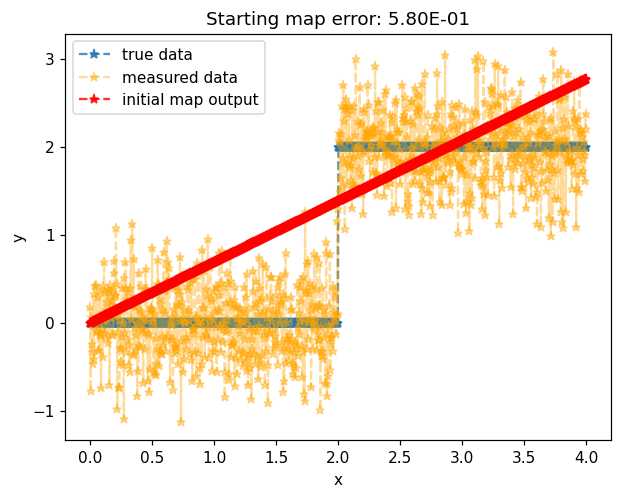 Starting map error: 5.80E-01
true data
measured data
initial map output
3
2
1
0
−1
y
0.0 0.5 1.0 1.5 2.0 2.5 3.0 3.5 4.0
x